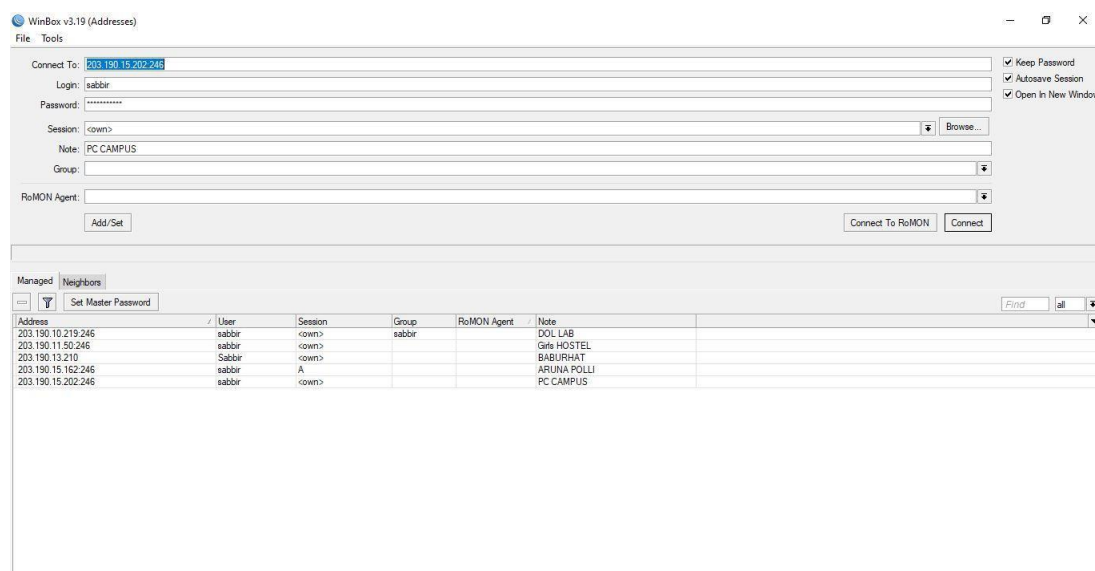 WinBox v3.19 (Addresses)
File Tools
Connect To: 203.190.15.202:246
Keep Password
Login: sabbir
Autosave Session
Password: ***********
Open In New Window
Session: <own> Browse...
Note: PC CAMPUS
Group:
RoMON Agent:
Add/Set Connect To RoMON Connect
Managed Neighbors
Set Master Password Find all
Address User Session Group RoMON Agent Note
203.190.10.219:246 sabbir <own> sabbir DOL LAB
203.190.11.50:246 sabbir <own> Girls HOSTEL
203.190.13.210 Sabbir <own> BABURHAT
203.190.15.162:246 sabbir A ARUNA POLLI
203.190.15.202:246 sabbir <own> PC CAMPUS